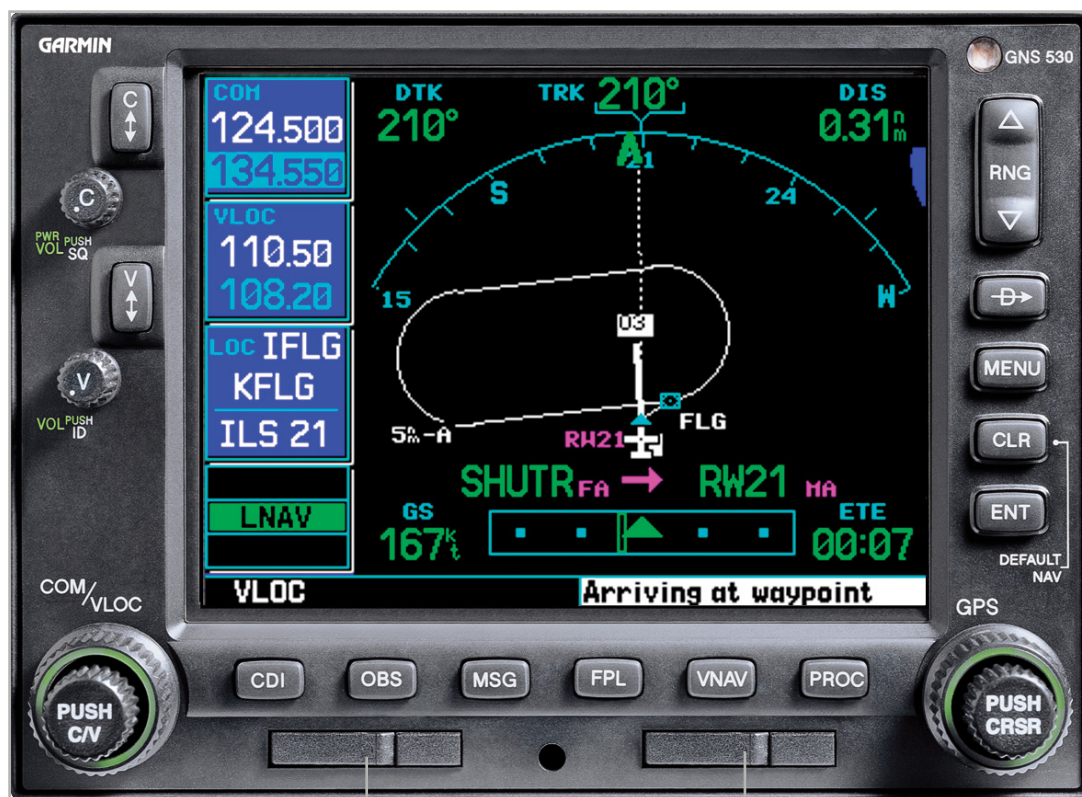 GARMIN
GNS 530
C
COM
124.500
134.550
DTK
210°
TRK 210°
DIS
0.31nm
RNG
C
PWR
VOL PUSH
SQ
VLOC
110.50
108.20
V
V
VOL PUSH
ID
15
S
21
24
W
D
MENU
LOC IFLG
KFLG
ILS 21
03
FLG
5nm-A
RW21
CLR
SHUTR FA → RW21 MA
ENT
LNAV
GS
167kt
ETE
00:07
DEFAULT
NAV
VLOC
Arriving at waypoint
COM/VLOC
GPS
CDI
OBS
MSG
FPL
VNAV
PROC
PUSH
C/V
PUSH
CRSR